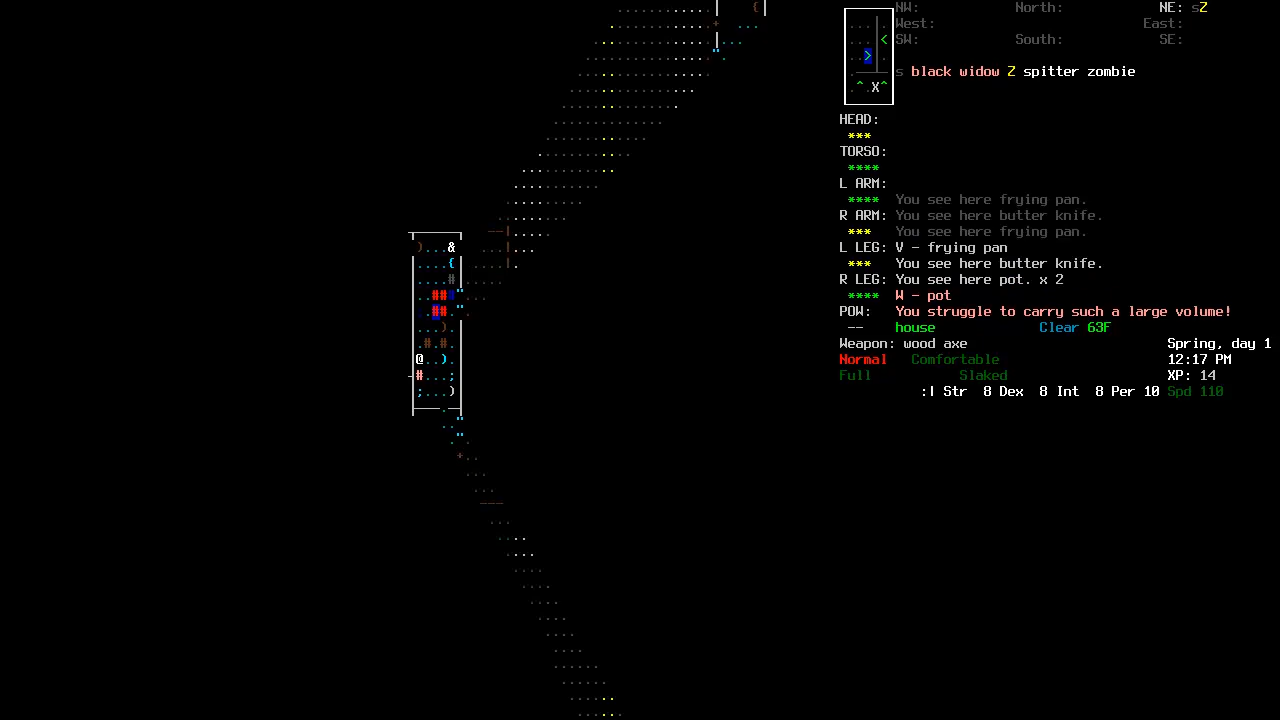 NW: North: NE: sZ
West: East:
SW: South: SE:
s black widow Z spitter zombie
HEAD:
***
TORSO:
****
L ARM:
**** You see here frying pan.
R ARM: You see here butter knife.
*** You see here frying pan.
L LEG: V - frying pan
*** You see here butter knife.
R LEG: You see here pot. x 2
**** W - pot
POW: You struggle to carry such a large volume!
-- house Clear 63F
Weapon: wood axe Spring, day 1
Normal Comfortable 12:17 PM
Full Slaked XP: 14
:| Str 8 Dex 8 Int 8 Per 10 Spd 110